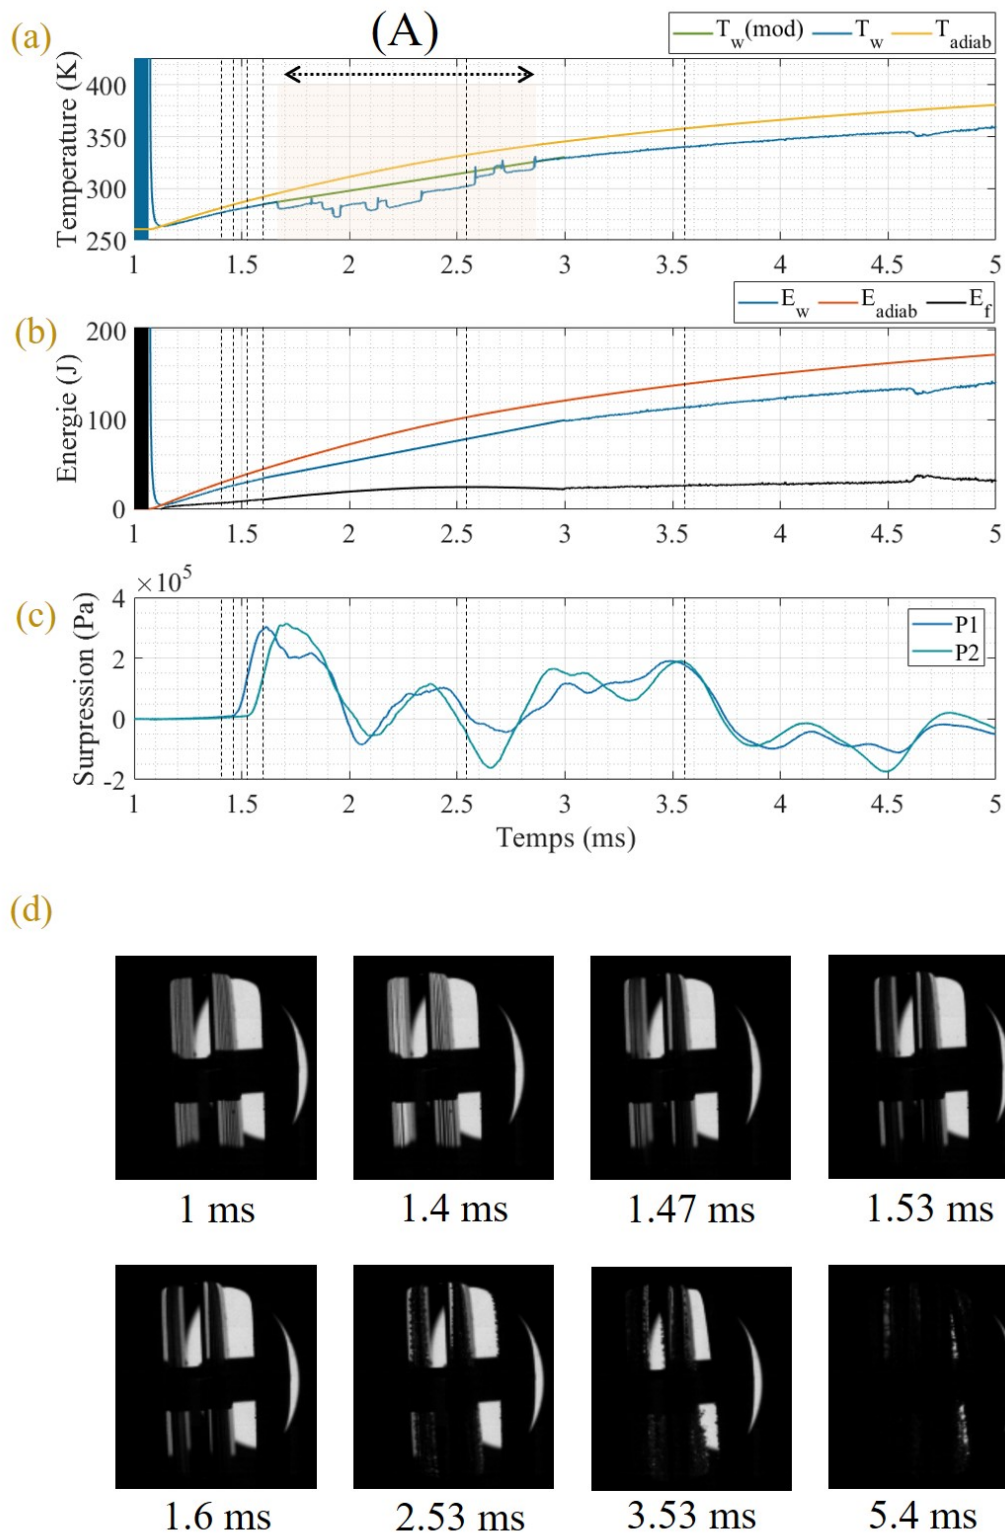 (a)
(A)
T_w(mod) T_w T_adiab
Temperature (K)
400
350
300
250
1 1.5 2 2.5 3 3.5 4 4.5 5
(b)
E_w E_adiab E_f
Energie (J)
200
100
0
1 1.5 2 2.5 3 3.5 4 4.5 5
(c)
×10^5
Surpression (Pa)
4
2
0
-2
P1
P2
1 1.5 2 2.5 3 3.5 4 4.5 5
Temps (ms)
(d)
1 ms 1.4 ms 1.47 ms 1.53 ms
1.6 ms 2.53 ms 3.53 ms 5.4 ms